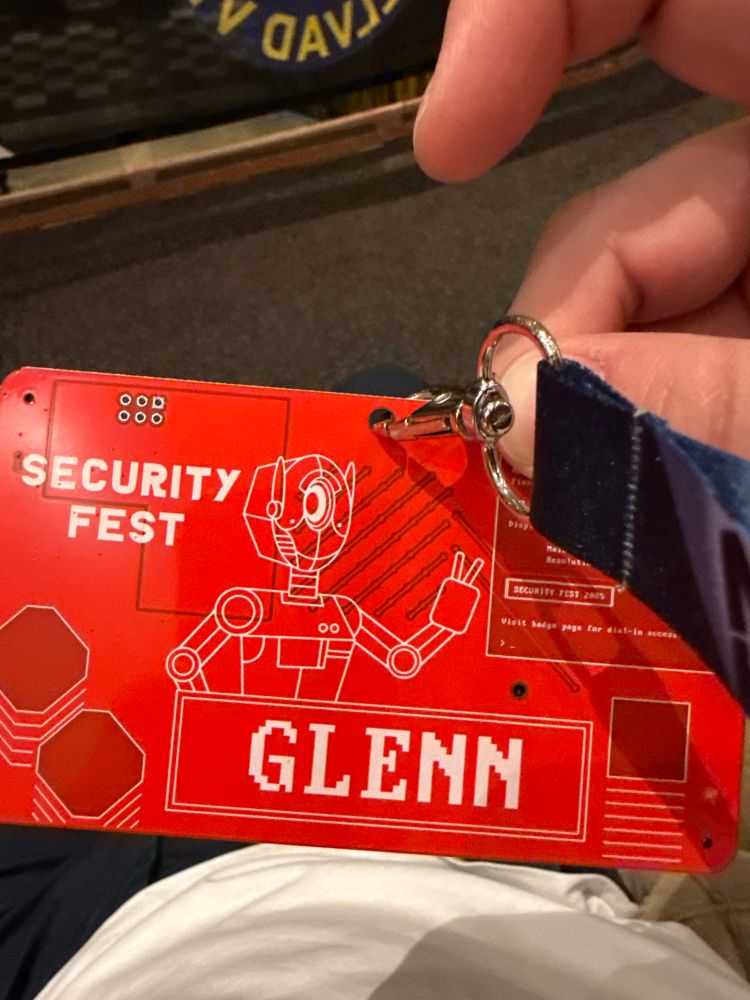 SECURITY
FEST
SECURITY FEST 2025
Visit badge page for dial-in access
>_
GLENN